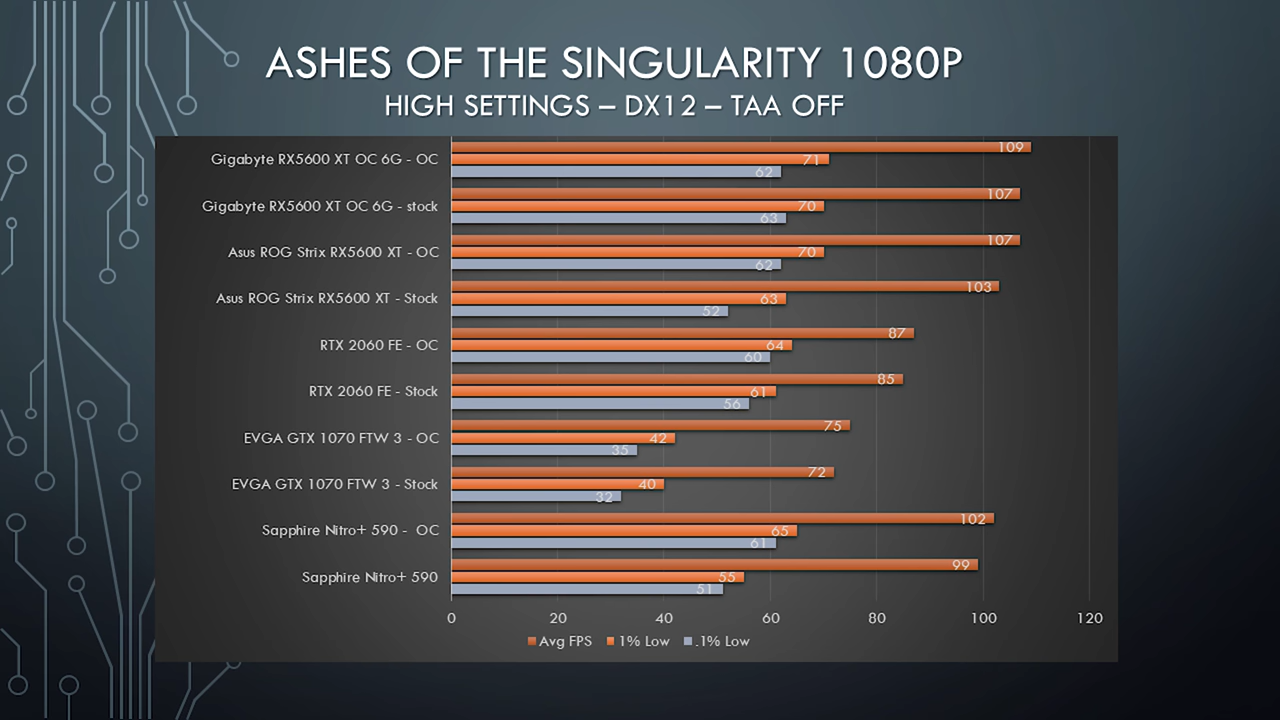 ASHES OF THE SINGULARITY 1080P
HIGH SETTINGS – DX12 – TAA OFF
Gigabyte RX5600 XT OC 6G - OC
109
71
62
Gigabyte RX5600 XT OC 6G - stock
107
70
63
Asus ROG Strix RX5600 XT - OC
107
70
62
Asus ROG Strix RX5600 XT - Stock
103
63
52
RTX 2060 FE - OC
87
64
60
RTX 2060 FE - Stock
85
61
56
EVGA GTX 1070 FTW 3 - OC
75
42
35
EVGA GTX 1070 FTW 3 - Stock
72
40
32
Sapphire Nitro+ 590 - OC
102
65
61
Sapphire Nitro+ 590
99
55
51
0 20 40 60 80 100 120
Avg FPS 1% Low .1% Low